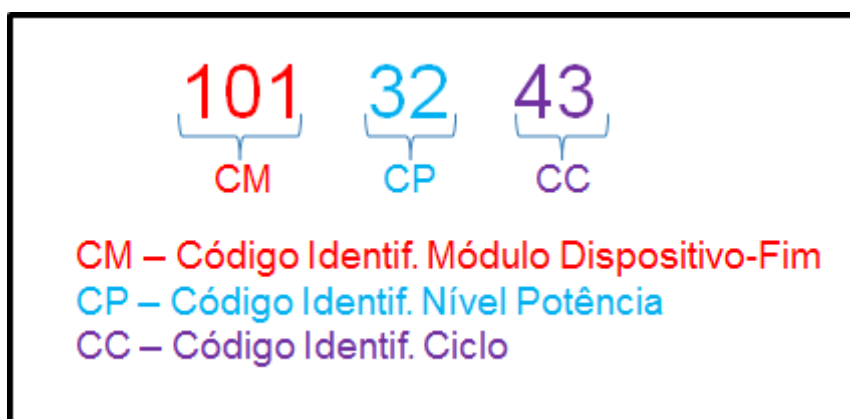 101 32 43
CM CP CC
CM – Código Identif. Módulo Dispositivo-Fim
CP – Código Identif. Nível Potência
CC – Código Identif. Ciclo